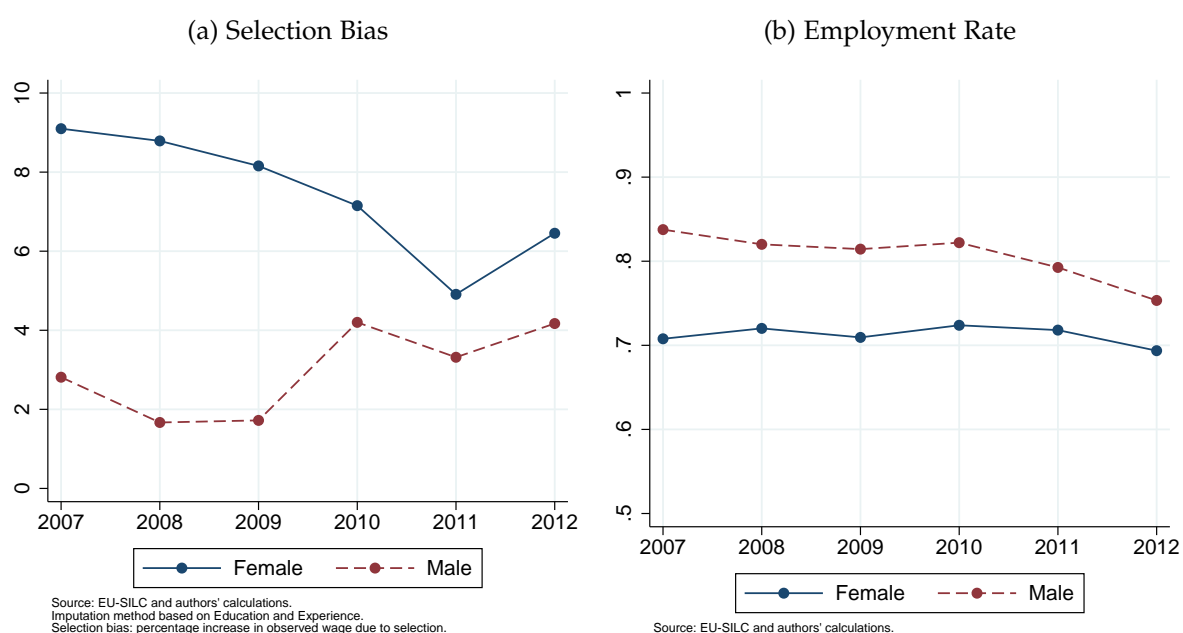 (a) Selection Bias
10
8
6
4
2
0
2007 2008 2009 2010 2011 2012
Female Male
Source: EU-SILC and authors' calculations.
Imputation method based on Education and Experience.
Selection bias: percentage increase in observed wage due to selection.
(b) Employment Rate
1
.9
.8
.7
.6
.5
2007 2008 2009 2010 2011 2012
Female Male
Source: EU-SILC and authors' calculations.